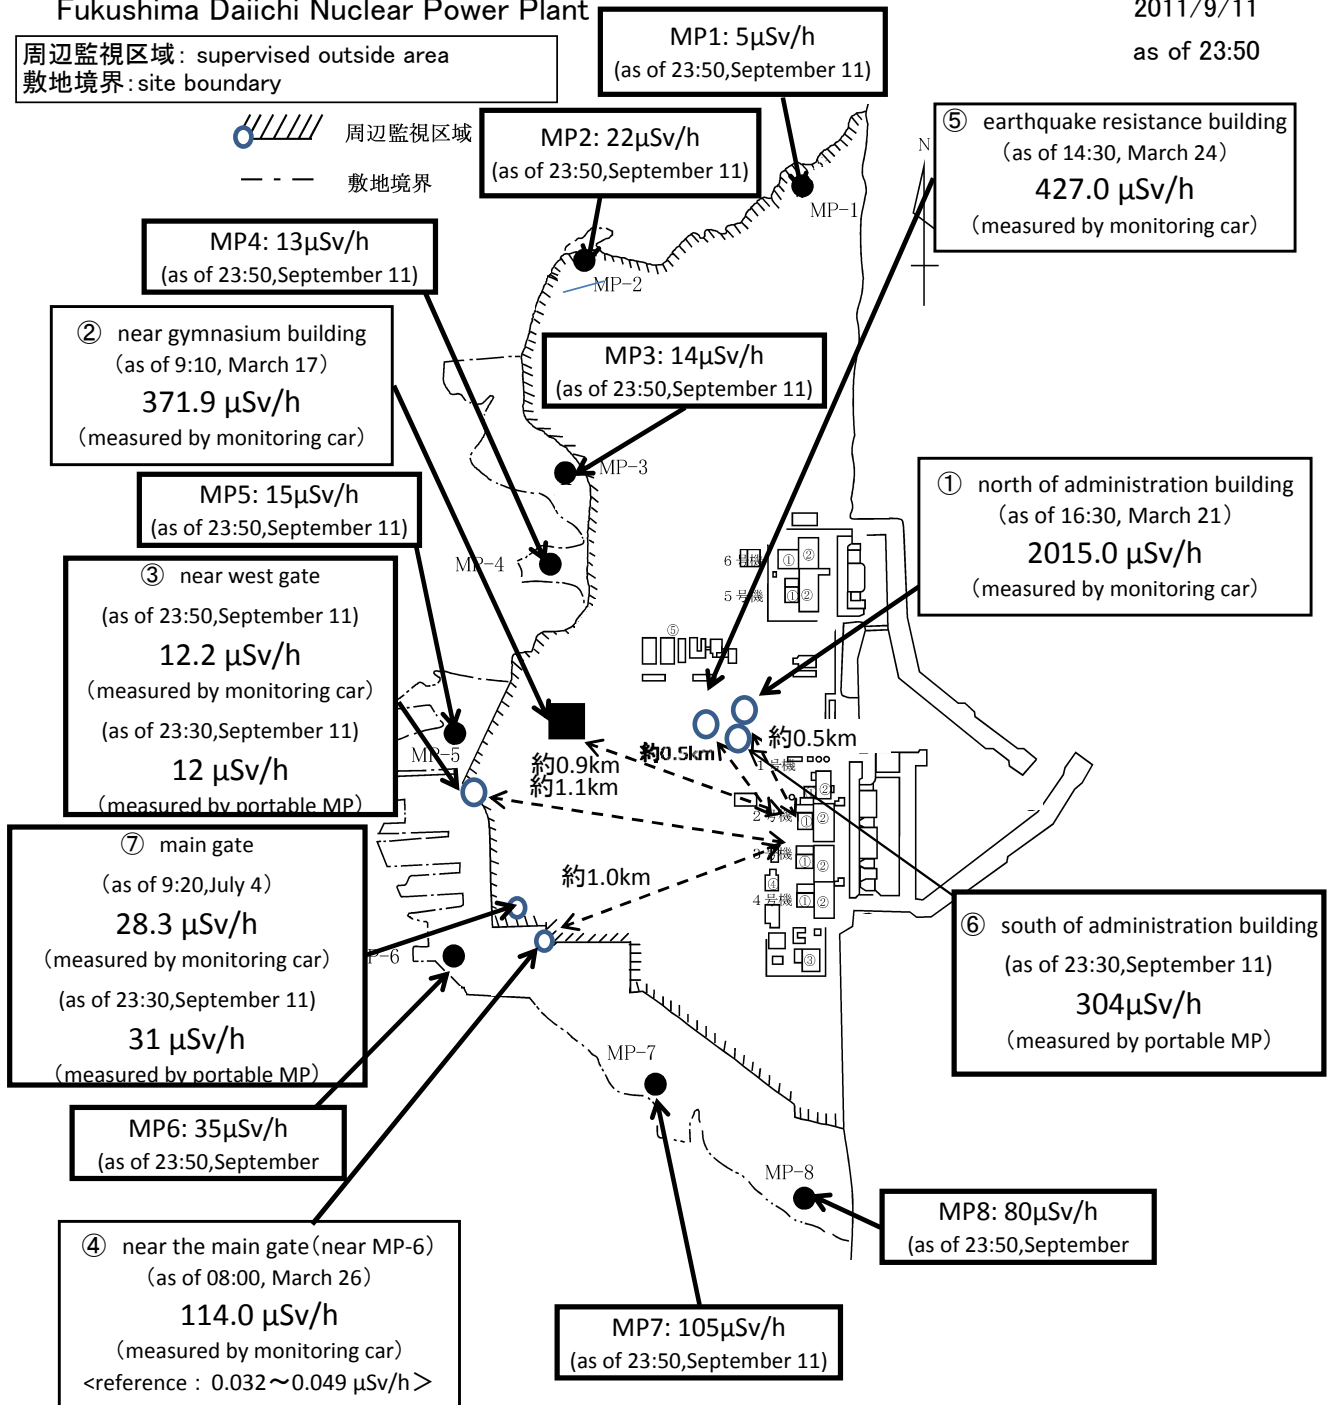 Fukushima Daiichi Nuclear Power Plant
2011/9/11
as of 23:50
周辺監視区域: supervised outside area
敷地境界:site boundary
周辺監視区域
敷地境界
MP1: 5μSv/h
(as of 23:50,September 11)
MP2: 22μSv/h
(as of 23:50,September 11)
⑤ earthquake resistance building
(as of 14:30, March 24)
427.0 μSv/h
(measured by monitoring car)
N
MP-1
MP4: 13μSv/h
(as of 23:50,September 11)
MP-2
② near gymnasium building
(as of 9:10, March 17)
371.9 μSv/h
(measured by monitoring car)
MP3: 14μSv/h
(as of 23:50,September 11)
MP-3
MP5: 15μSv/h
(as of 23:50,September 11)
① north of administration building
(as of 16:30, March 21)
2015.0 μSv/h
(measured by monitoring car)
MP-4
6号機
① ②
5号機
① ②
③ near west gate
(as of 23:50,September 11)
12.2 μSv/h
(measured by monitoring car)
(as of 23:30,September 11)
12 μSv/h
(measured by portable MP)
⑤
MP-5
約0.9km
約1.1km
約0.5km
約0.5km
1号機
②
2号機
① ②
3号機
① ②
④
4号機
① ②
③
約1.0km
⑦ main gate
(as of 9:20,July 4)
28.3 μSv/h
(measured by monitoring car)
(as of 23:30,September 11)
31 μSv/h
(measured by portable MP)
P-6
⑥ south of administration building
(as of 23:30,September 11)
304μSv/h
(measured by portable MP)
MP-7
MP6: 35μSv/h
(as of 23:50,September
MP-8
MP8: 80μSv/h
(as of 23:50,September
④ near the main gate(near MP-6)
(as of 08:00, March 26)
114.0 μSv/h
(measured by monitoring car)
<reference : 0.032～0.049 μSv/h>
MP7: 105μSv/h
(as of 23:50,September 11)